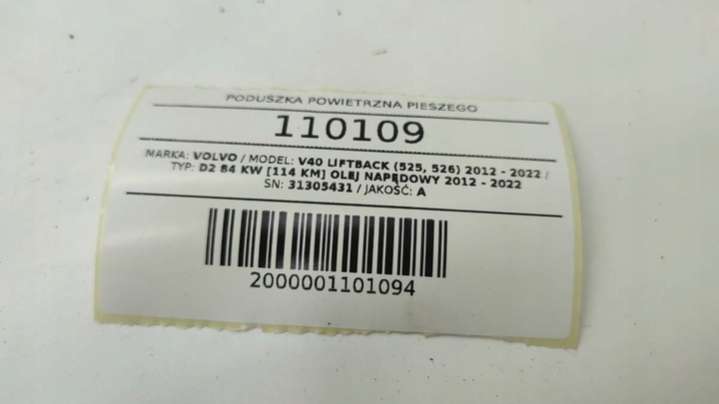 PODUSZKA POWIETRZNA PIESZEGO
110109
MARKA: VOLVO / MODEL: V40 LIFTBACK (525, 526) 2012 - 2022 /
TYP: D2 84 KW [114 KM] OLEJ NAPĘDOWY 2012 - 2022
SN: 31305431 / JAKOŚĆ: A
2000001101094